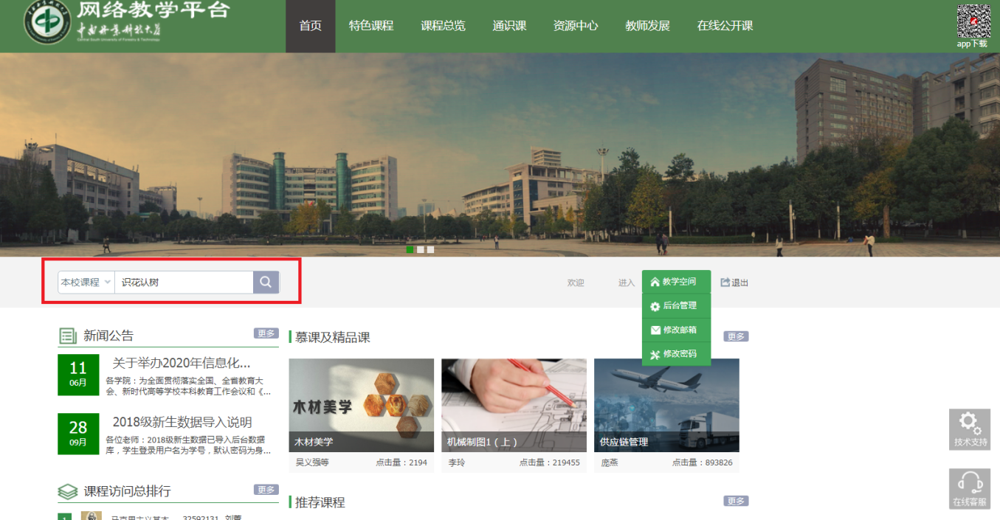 网络教学平台
中南林业科技大学
Central South University of Forestry & Technology
首页 特色课程 课程总览 通识课 资源中心 教师发展 在线公开课
app下载
本校课程 识花认树
欢迎 进入 教学空间 退出
后台管理
修改邮箱
修改密码
新闻公告 更多
11
06月
关于举办2020年信息化...
各学院：为全面贯彻落实全国、全省教育大
会、新时代高等学校本科教育工作会议和《...
28
09月
2018级新生数据导入说明
各位老师：2018级新生数据已导入后台数据
库，学生登录用户名为学号，默认密码为身...
课程访问总排行 更多
1 马克思主义基本... 32592131
慕课及精品课 更多
木材美学
木材美学
吴义强等 点击量：2194
机械制图1（上）
李玲 点击量：219455
供应链管理
庞燕 点击量：893826
推荐课程 更多
技术支持
在线客服